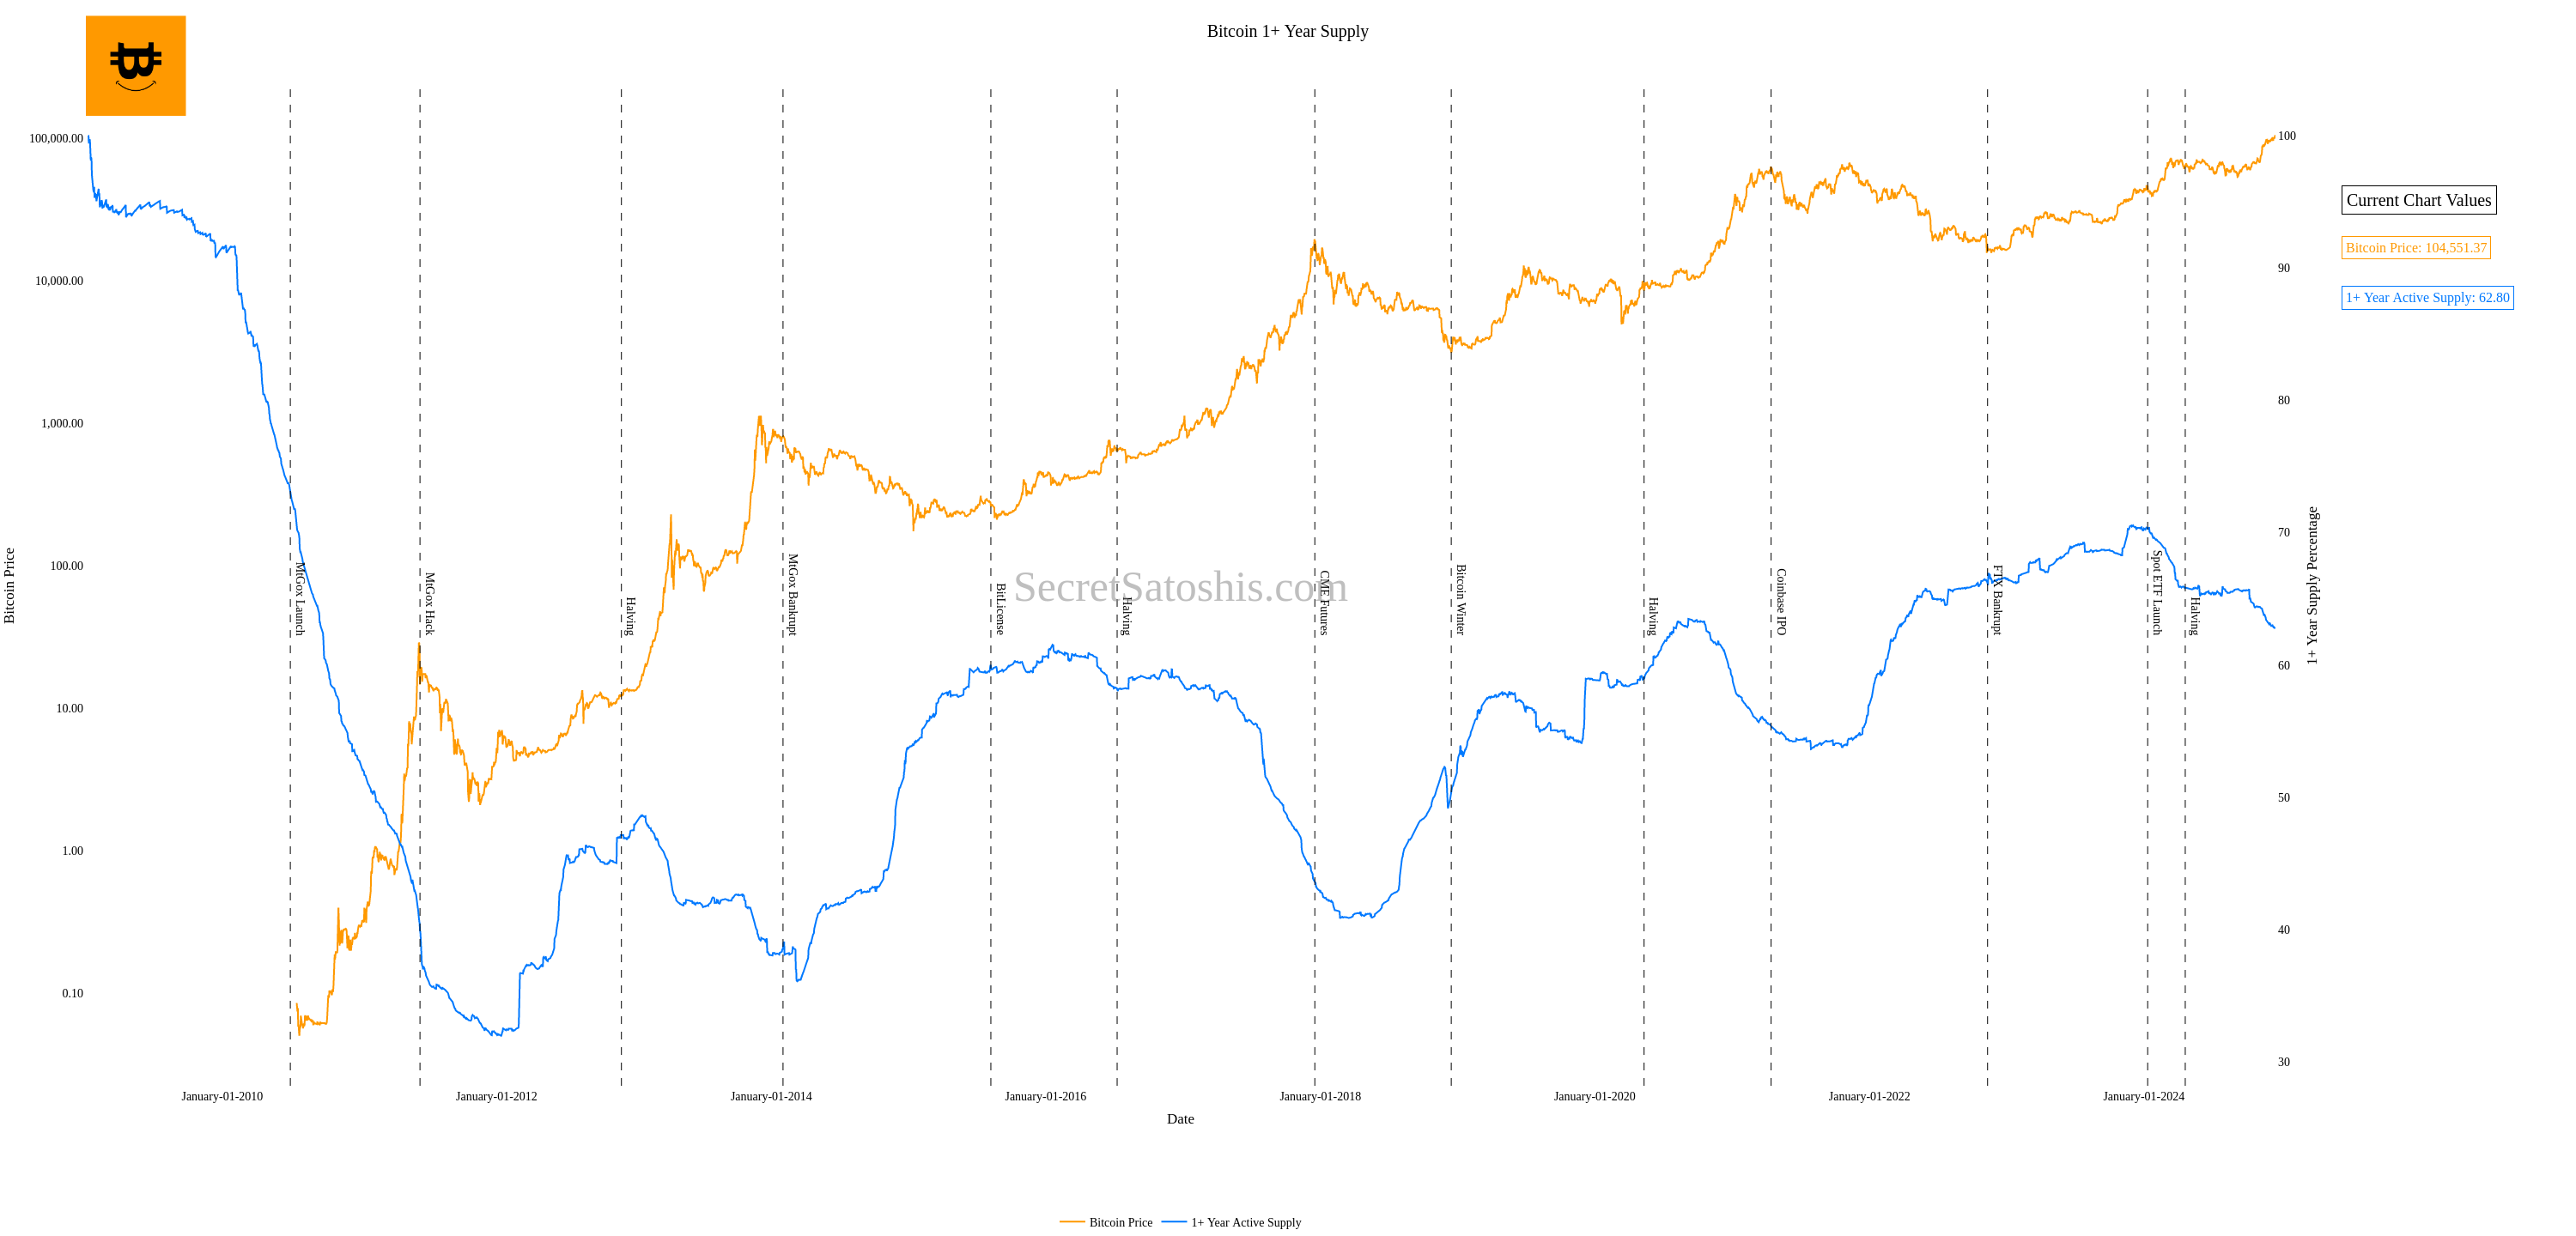 Bitcoin 1+ Year Supply
100,000.00
10,000.00
1,000.00
100.00
10.00
1.00
0.10
Bitcoin Price
MtGox Launch
MtGox Hack
Halving
MtGox Bankrupt
BitLicense
Halving
CME Futures
Bitcoin Winter
Halving
Coinbase IPO
FTX Bankrupt
Spot ETF Launch
Halving
SecretSatoshis.com
100
90
80
70
60
50
40
30
1+ Year Supply Percentage
Current Chart Values
Bitcoin Price: 104,551.37
1+ Year Active Supply: 62.80
January-01-2010
January-01-2012
January-01-2014
January-01-2016
January-01-2018
January-01-2020
January-01-2022
January-01-2024
Date
Bitcoin Price
1+ Year Active Supply